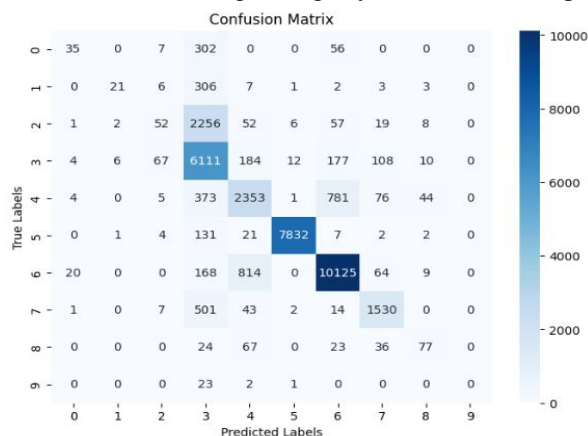 Confusion Matrix
0 35 0 7 302 0 0 56 0 0 0
1 0 21 6 306 7 1 2 3 3 0
2 1 2 52 2256 52 6 57 19 8 0
3 4 6 67 6111 184 12 177 108 10 0
4 4 0 5 373 2353 1 781 76 44 0
5 0 1 4 131 21 7832 7 2 2 0
6 20 0 0 168 814 0 10125 64 9 0
7 1 0 7 501 43 2 14 1530 0 0
8 0 0 0 24 67 0 23 36 77 0
9 0 0 0 23 2 1 0 0 0 0
0 1 2 3 4 5 6 7 8 9
Predicted Labels
True Labels
10000
8000
6000
4000
2000
0